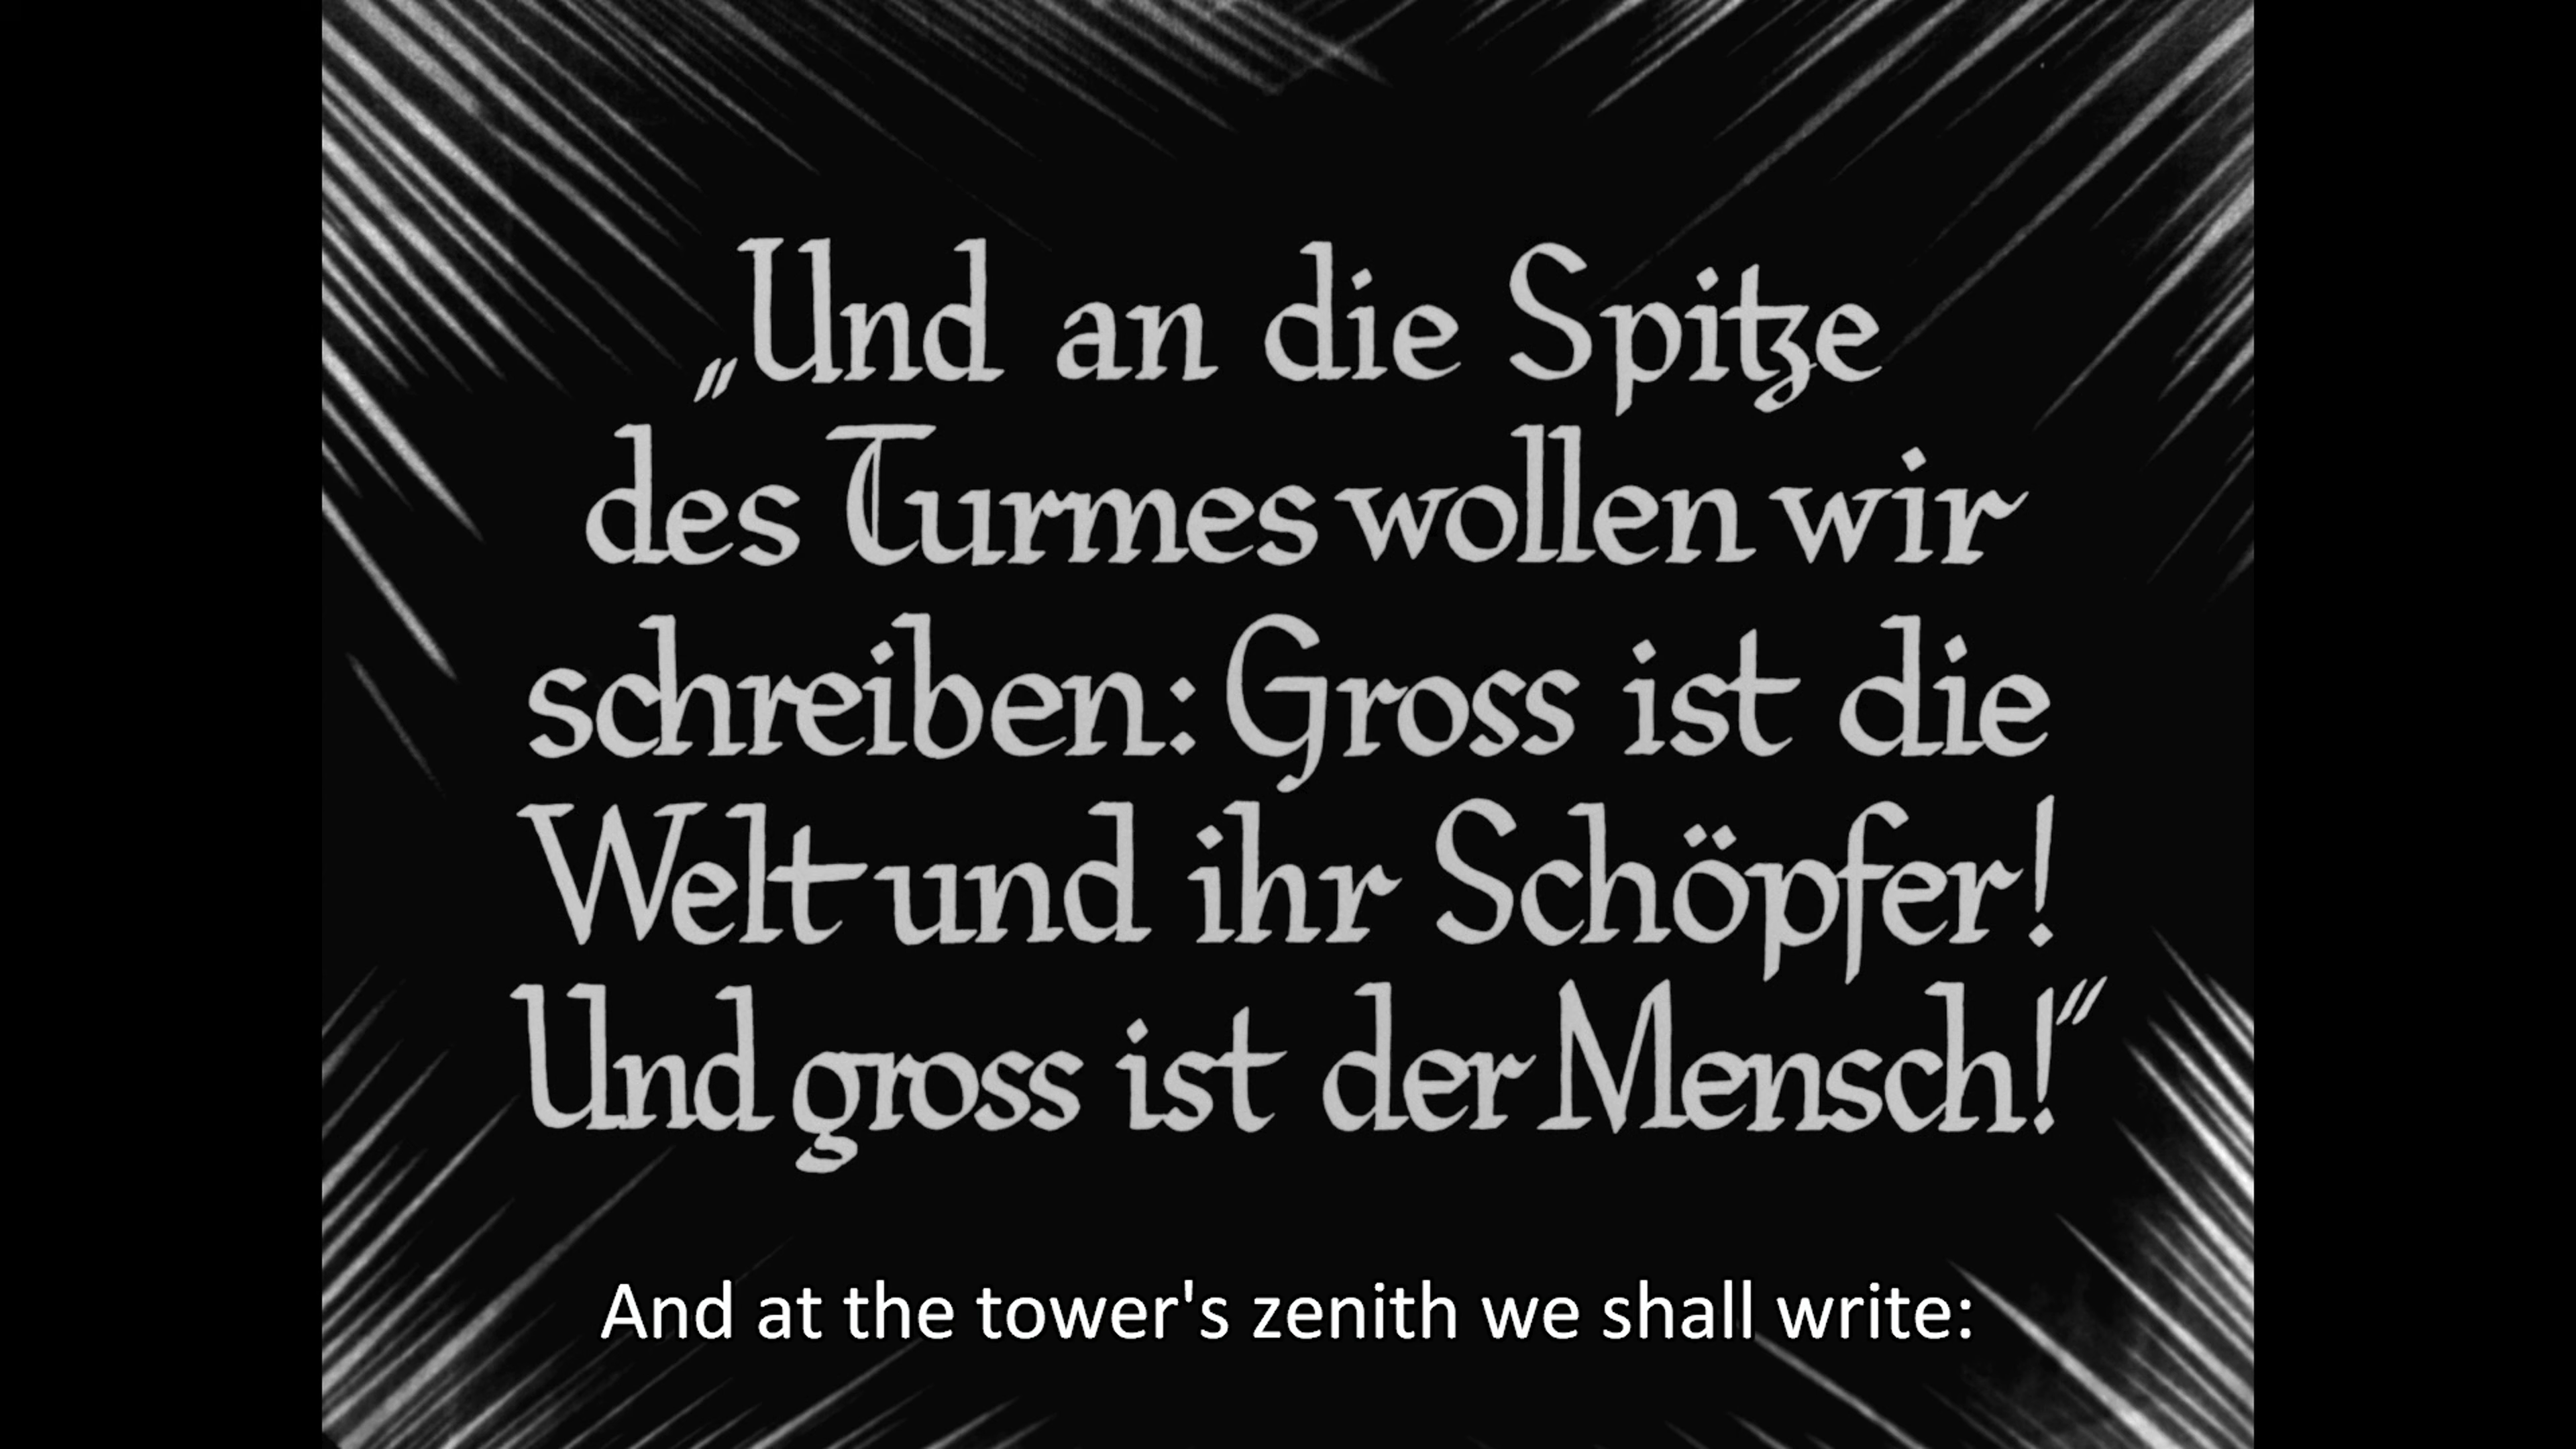 „Und an die Spitze
des Turmes wollen wir
schreiben: Gross ist die
Welt und ihr Schöpfer!
Und gross ist der Mensch!“
And at the tower's zenith we shall write: